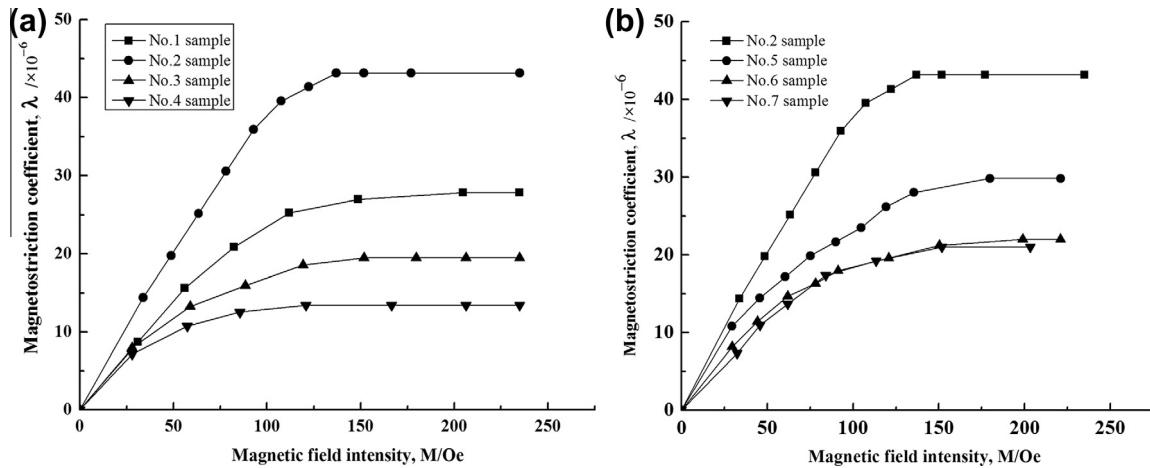 (a)
50
40
30
20
10
0
Magnetostriction coefficient, λ /×10⁻⁶
No.1 sample
No.2 sample
No.3 sample
No.4 sample
0 50 100 150 200 250
Magnetic field intensity, M/Oe
(b)
50
40
30
20
10
0
Magnetostriction coefficient, λ /×10⁻⁶
No.2 sample
No.5 sample
No.6 sample
No.7 sample
0 50 100 150 200 250
Magnetic field intensity, M/Oe